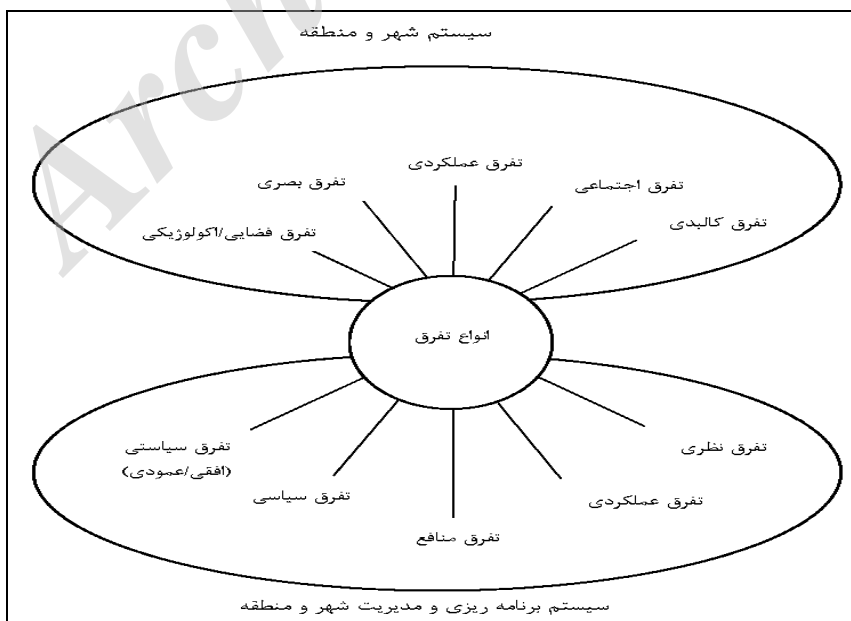 سیستم شهر و منطقه
تفرق عملکردی
تفرق اجتماعی
تفرق بصری
تفرق کالبدی
تفرق فضایی/اکولوژیکی
انواع تفرق
تفرق نظری
تفرق سیاستی
(افقی/عمودی)
تفرق عملکردی
تفرق سیاسی
تفرق منافع
سیستم برنامه ریزی و مدیریت شهر و منطقه
Arch